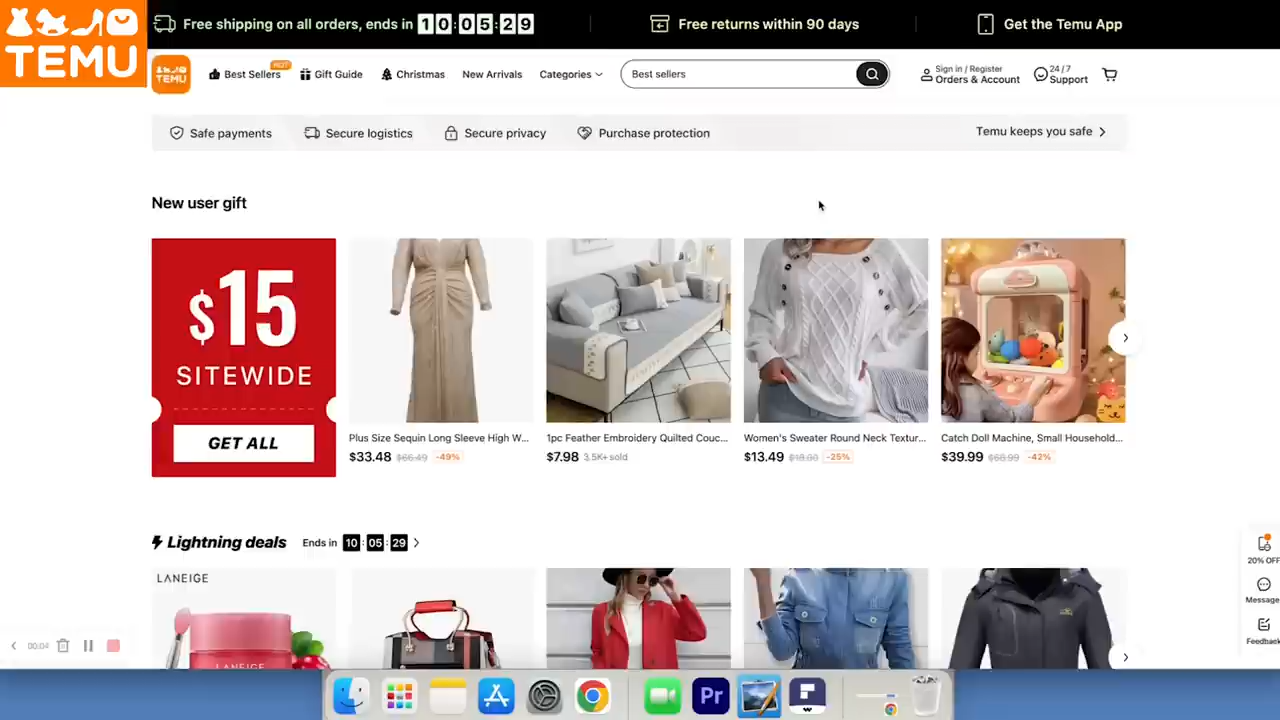 TEMU
Free shipping on all orders, ends in 10:05:29
Free returns within 90 days
Get the Temu App
TEMU
Best Sellers
HOT
Gift Guide
Christmas
New Arrivals
Categories
Best sellers
Sign in / Register
Orders & Account
24/7
Support
Safe payments
Secure logistics
Secure privacy
Purchase protection
Temu keeps you safe
New user gift
$15
SITEWIDE
GET ALL
Plus Size Sequin Long Sleeve High W...
$33.48 $66.49 -49%
1pc Feather Embroidery Quilted Couc...
$7.98 3.5K+ sold
Women's Sweater Round Neck Textur...
$13.49 $18.00 -25%
Catch Doll Machine, Small Household...
$39.99 $68.99 -42%
Lightning deals
Ends in 10:05:29
LANEIGE
LANEIGE
20% OFF
Message
Feedback
00:04
Pr